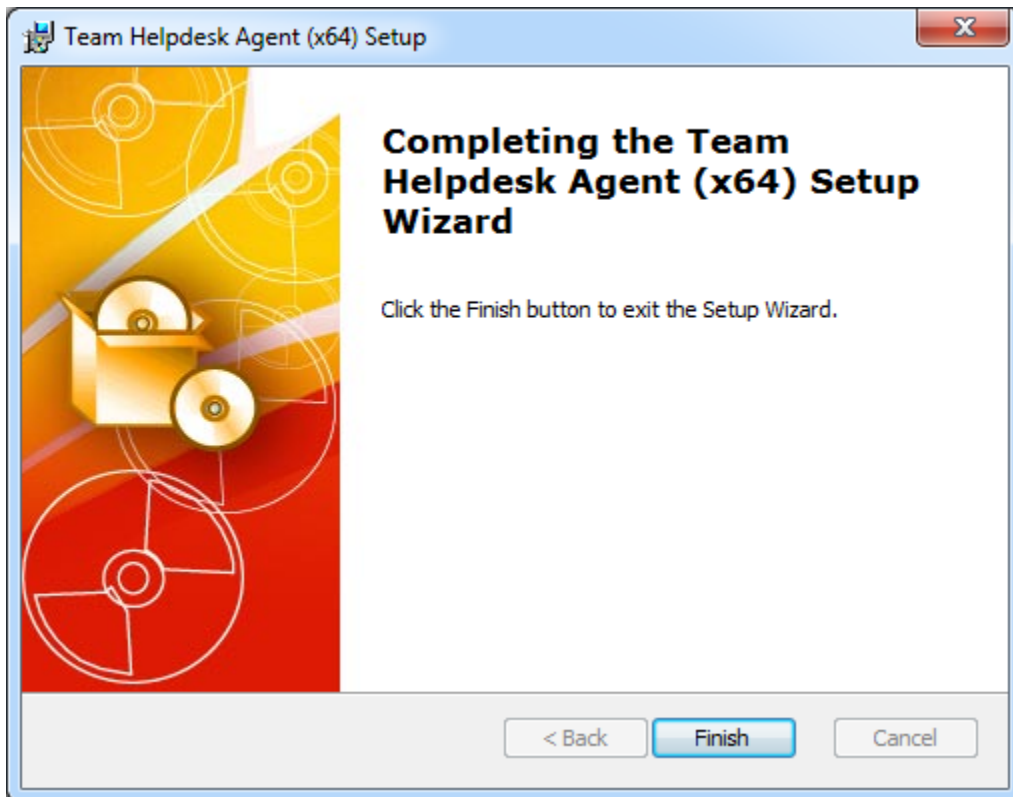 Team Helpdesk Agent (x64) Setup
Completing the Team
Helpdesk Agent (x64) Setup
Wizard
Click the Finish button to exit the Setup Wizard.
< Back
Finish
Cancel